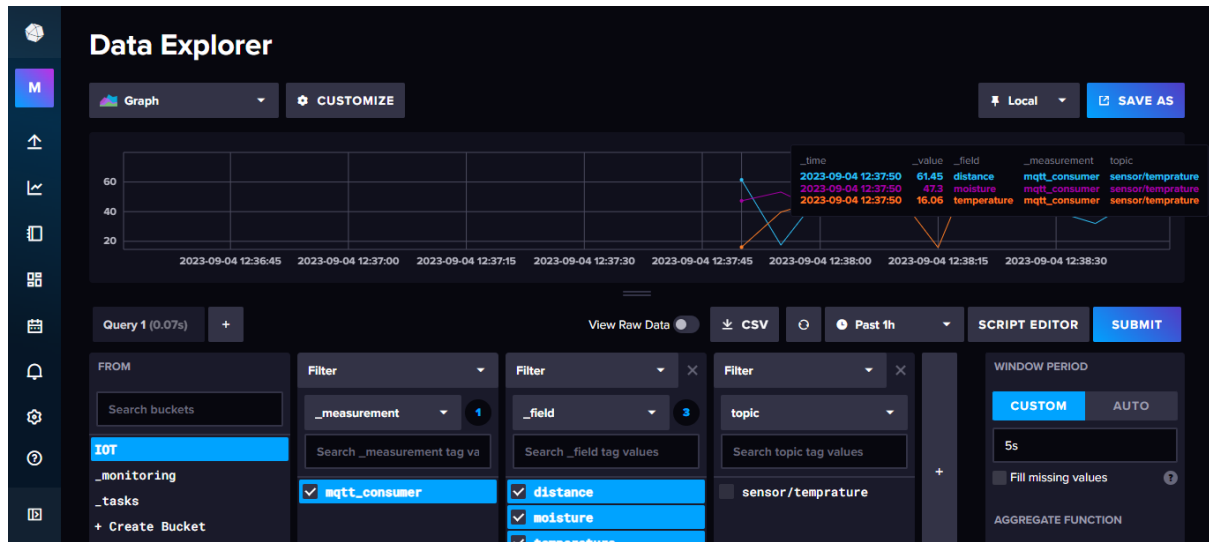 Data Explorer
M
Graph
CUSTOMIZE
Local
SAVE AS
_time _value _field _measurement topic
2023-09-04 12:37:50 61.45 distance mqtt_consumer sensor/temprature
2023-09-04 12:37:50 47.3 moisture mqtt_consumer sensor/temprature
2023-09-04 12:37:50 16.06 temperature mqtt_consumer sensor/temprature
60
40
20
2023-09-04 12:36:45 2023-09-04 12:37:00 2023-09-04 12:37:15 2023-09-04 12:37:30 2023-09-04 12:37:45 2023-09-04 12:38:00 2023-09-04 12:38:15 2023-09-04 12:38:30
Query 1 (0.07s)
+
View Raw Data
CSV
Past 1h
SCRIPT EDITOR
SUBMIT
FROM
Search buckets
IOT
_monitoring
_tasks
+ Create Bucket
Filter
_measurement
1
Search _measurement tag va
mqtt_consumer
Filter
_field
3
Search _field tag values
distance
moisture
temperature
Filter
topic
Search topic tag values
sensor/temprature
+
WINDOW PERIOD
CUSTOM
AUTO
5s
Fill missing values
?
AGGREGATE FUNCTION